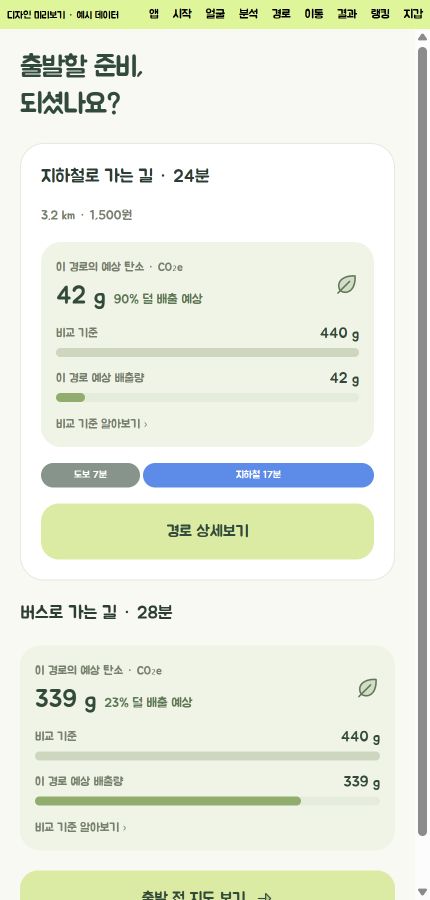 디자인 미리보기 · 예시 데이터 앱 시작 얼굴 분석 경로 이동 결과 랭킹 지갑
출발할 준비,
되셨나요?
지하철로 가는 길 · 24분
3.2 km · 1,500원
이 경로의 예상 탄소 · CO₂e
42 g 90% 덜 배출 예상
비교 기준 440 g
이 경로 예상 배출량 42 g
비교 기준 알아보기 ›
도보 7분 지하철 17분
경로 상세보기
버스로 가는 길 · 28분
이 경로의 예상 탄소 · CO₂e
339 g 23% 덜 배출 예상
비교 기준 440 g
이 경로 예상 배출량 339 g
비교 기준 알아보기 ›
출발 전 지도 보기 →